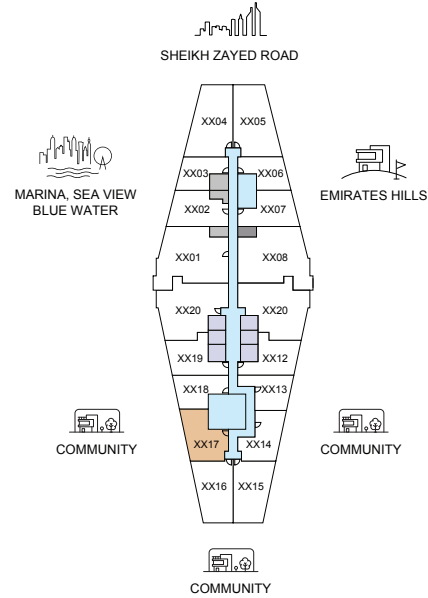 SHEIKH ZAYED ROAD
XX04 XX05
XX03 XX06
MARINA, SEA VIEW
BLUE WATER
EMIRATES HILLS
XX02 XX07
XX01 XX08
XX20 XX20
XX19 XX12
XX18 XX13
COMMUNITY
XX17 XX14
COMMUNITY
XX16 XX15
COMMUNITY